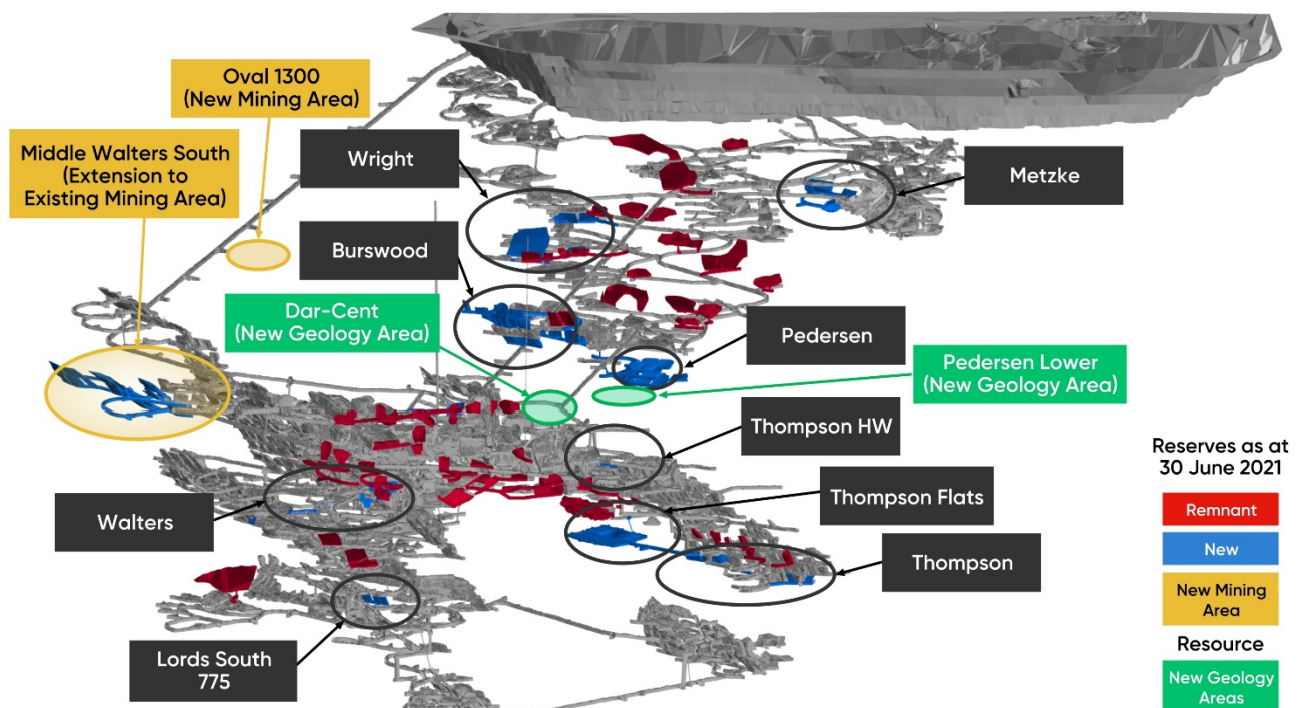 Oval 1300
(New Mining Area)
Middle Walters South
(Extension to
Existing Mining Area)
Wright
Metzke
Burswood
Dar-Cent
(New Geology Area)
Pedersen
Pedersen Lower
(New Geology Area)
Thompson HW
Thompson Flats
Walters
Thompson
Lords South
775
Reserves as at
30 June 2021
Remnant
New
New Mining
Area
Resource
New Geology
Areas